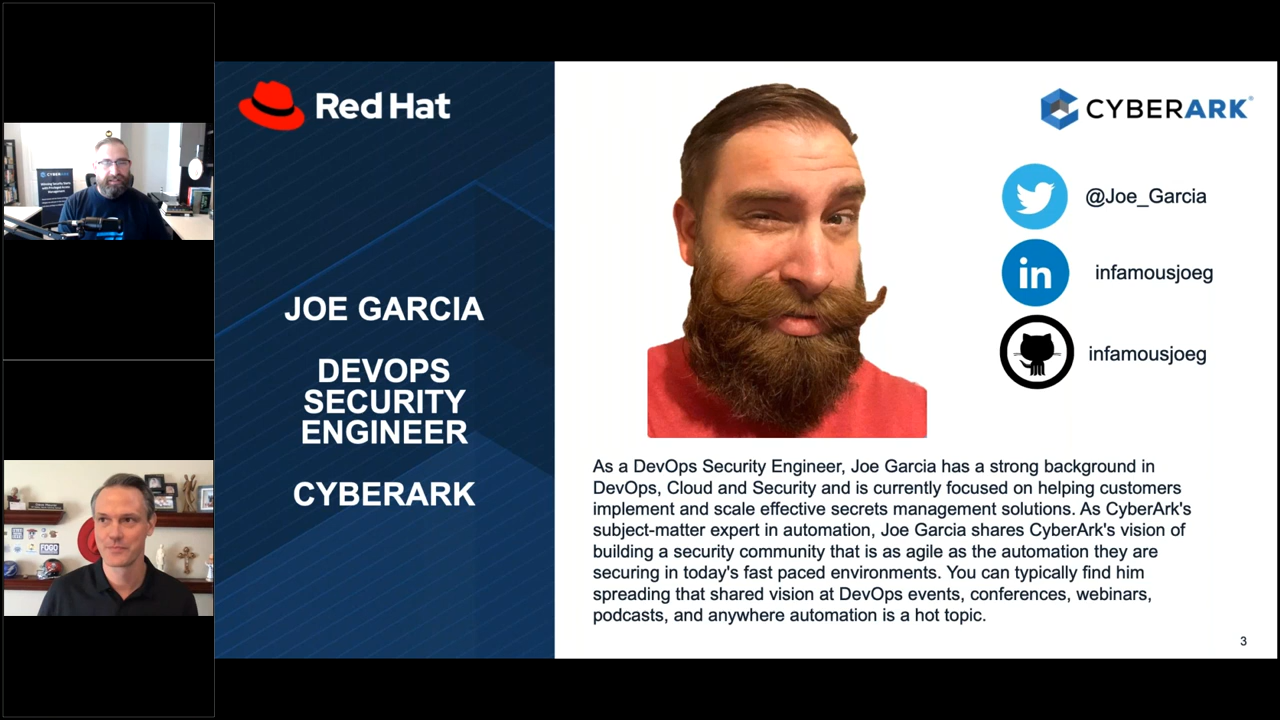 Red Hat
CYBERARK®
JOE GARCIA
DEVOPS
SECURITY
ENGINEER
CYBERARK
@Joe_Garcia
in
infamousjoeg
infamousjoeg
As a DevOps Security Engineer, Joe Garcia has a strong background in
DevOps, Cloud and Security and is currently focused on helping customers
implement and scale effective secrets management solutions. As CyberArk's
subject-matter expert in automation, Joe Garcia shares CyberArk's vision of
building a security community that is as agile as the automation they are
securing in today's fast paced environments. You can typically find him
spreading that shared vision at DevOps events, conferences, webinars,
podcasts, and anywhere automation is a hot topic.
3
CYBERARK